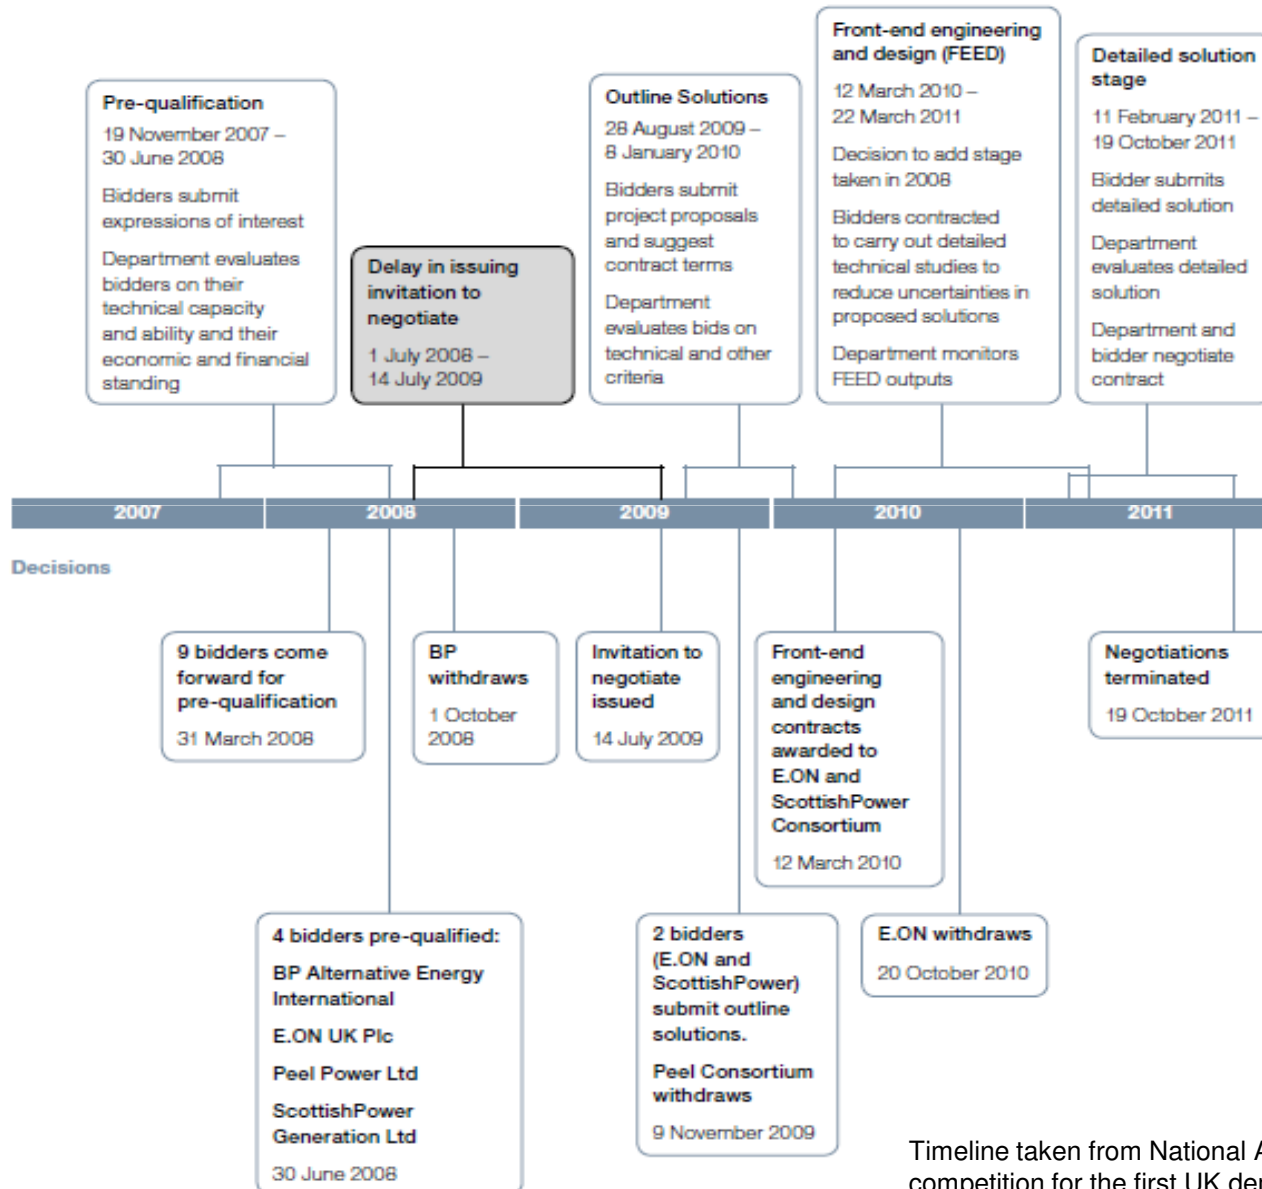 Pre-qualification
19 November 2007 –
30 June 2008
Bidders submit
expressions of interest
Department evaluates
bidders on their
technical capacity
and ability and their
economic and financial
standing
Delay in issuing
invitation to
negotiate
1 July 2008 –
14 July 2009
Outline Solutions
28 August 2009 –
8 January 2010
Bidders submit
project proposals
and suggest
contract terms
Department
evaluates bids on
technical and other
criteria
Front-end engineering
and design (FEED)
12 March 2010 –
22 March 2011
Decision to add stage
taken in 2008
Bidders contracted
to carry out detailed
technical studies to
reduce uncertainties in
proposed solutions
Department monitors
FEED outputs
Detailed solution
stage
11 February 2011 –
19 October 2011
Bidder submits
detailed solution
Department
evaluates detailed
solution
Department and
bidder negotiate
contract
2007
2008
2009
2010
2011
Decisions
9 bidders come
forward for
pre-qualification
31 March 2008
BP
withdraws
1 October
2008
Invitation to
negotiate
issued
14 July 2009
Front-end
engineering
and design
contracts
awarded to
E.ON and
ScottishPower
Consortium
12 March 2010
Negotiations
terminated
19 October 2011
4 bidders pre-qualified:
BP Alternative Energy
International
E.ON UK Plc
Peel Power Ltd
ScottishPower
Generation Ltd
30 June 2008
2 bidders
(E.ON and
ScottishPower)
submit outline
solutions.
Peel Consortium
withdraws
9 November 2009
E.ON withdraws
20 October 2010
Timeline taken from National A
competition for the first UK de